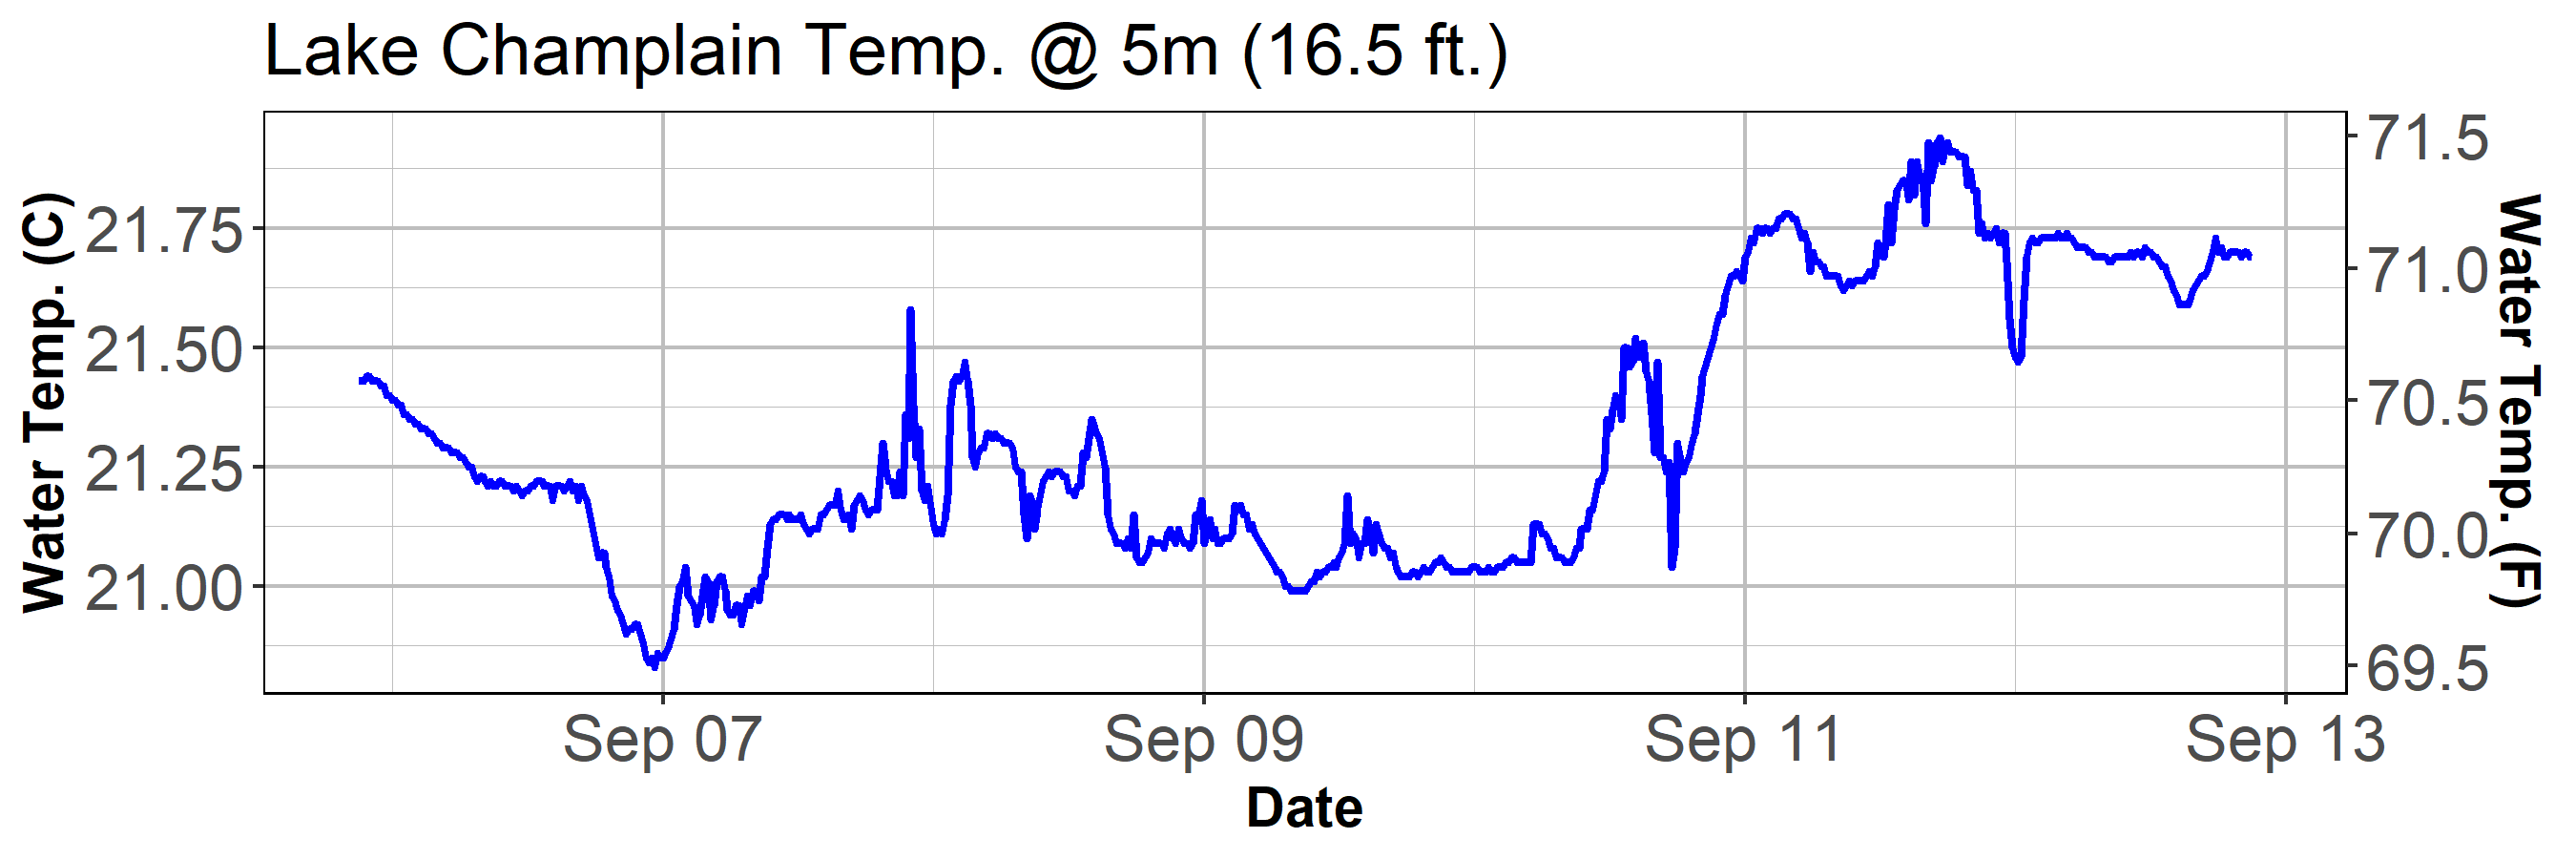 Lake Champlain Temp. @ 5m (16.5 ft.)
Water Temp. (C)
21.75
21.50
21.25
21.00
71.5
71.0
70.5
70.0
69.5
Water Temp. (F)
Sep 07
Sep 09
Sep 11
Sep 13
Date